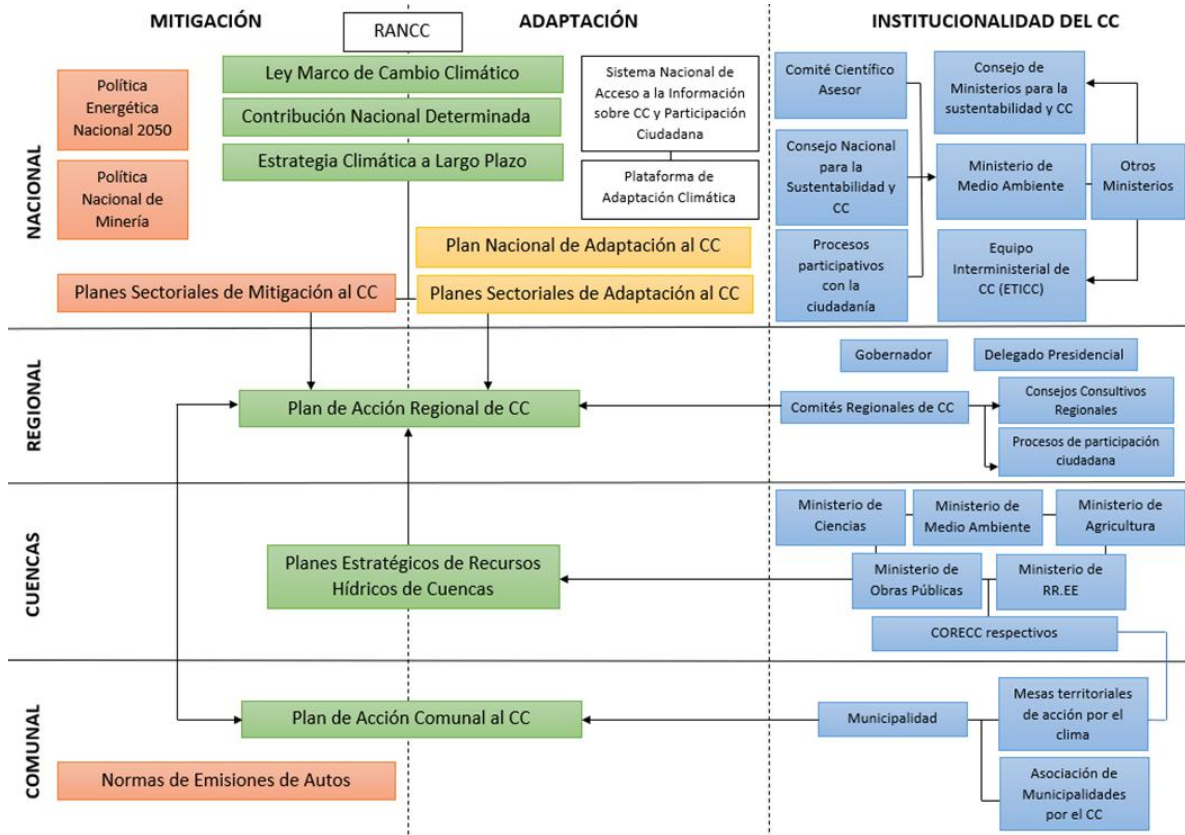 MITIGACIÓN
RANCC
ADAPTACIÓN
INSTITUCIONALIDAD DEL CC
NACIONAL
Política
Energética
Nacional 2050
Política
Nacional de
Minería
Ley Marco de Cambio Climático
Contribución Nacional Determinada
Estrategia Climática a Largo Plazo
Sistema Nacional de
Acceso a la Información
sobre CC y Participación
Ciudadana
Plataforma de
Adaptación Climática
Plan Nacional de Adaptación al CC
Planes Sectoriales de Mitigación al CC
Planes Sectoriales de Adaptación al CC
Comité Científico
Asesor
Consejo Nacional
para la
Sustentabilidad y
CC
Procesos
participativos
con la
ciudadanía
Consejo de
Ministerios para la
sustentabilidad y CC
Ministerio de
Medio Ambiente
Otros
Ministerios
Equipo
Interministerial de
CC (ETICC)
REGIONAL
Plan de Acción Regional de CC
Gobernador
Delegado Presidencial
Comités Regionales de CC
Consejos Consultivos
Regionales
Procesos de participación
ciudadana
CUENCAS
Planes Estratégicos de Recursos
Hídricos de Cuencas
Ministerio de
Ciencias
Ministerio de
Medio Ambiente
Ministerio de
Agricultura
Ministerio de
Obras Públicas
Ministerio de
RR.EE
CORECC respectivos
COMUNAL
Plan de Acción Comunal al CC
Normas de Emisiones de Autos
Municipalidad
Mesas territoriales
de acción por el
clima
Asociación de
Municipalidades
por el CC